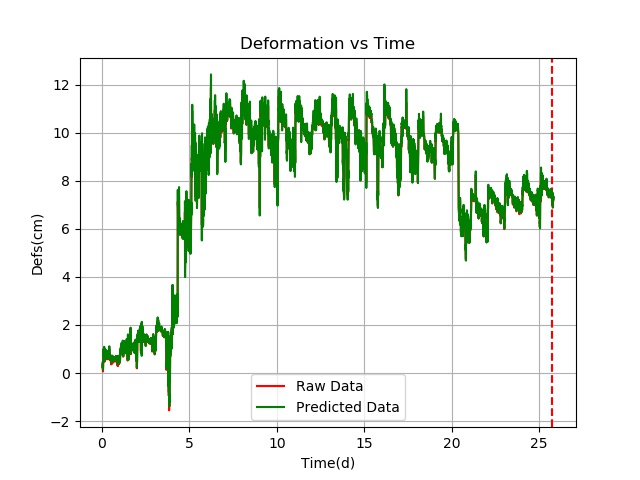 Deformation vs Time
12
10
8
6
4
2
0
−2
Defs(cm)
Raw Data
Predicted Data
0 5 10 15 20 25
Time(d)